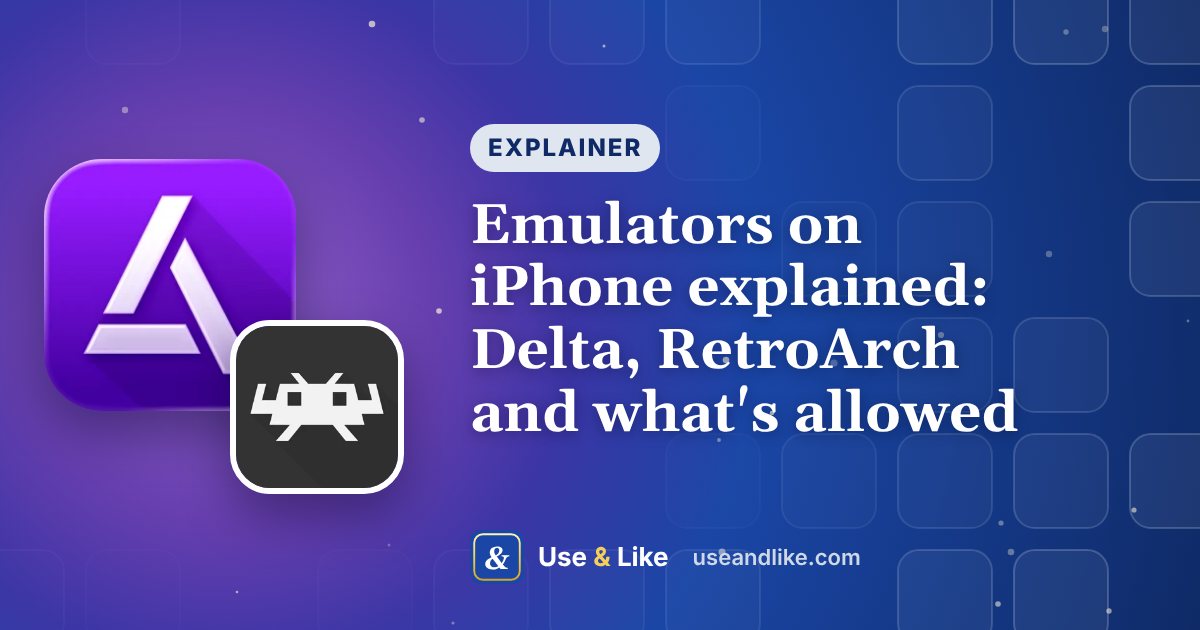 EXPLAINER
Emulators on
iPhone explained:
Delta, RetroArch
and what's allowed
& Use & Like useandlike.com